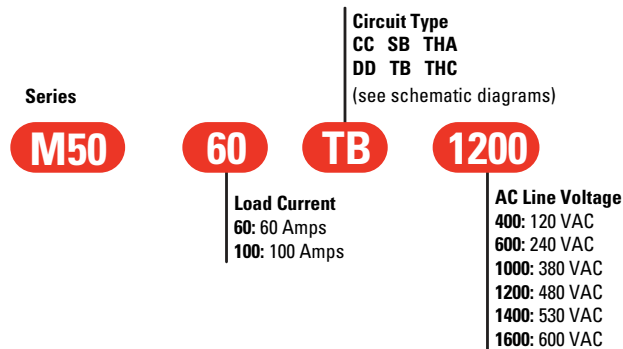 Circuit Type
CC SB THA
DD TB THC
(see schematic diagrams)
Series
M50 60 TB 1200
Load Current
60: 60 Amps
100: 100 Amps
AC Line Voltage
400: 120 VAC
600: 240 VAC
1000: 380 VAC
1200: 480 VAC
1400: 530 VAC
1600: 600 VAC